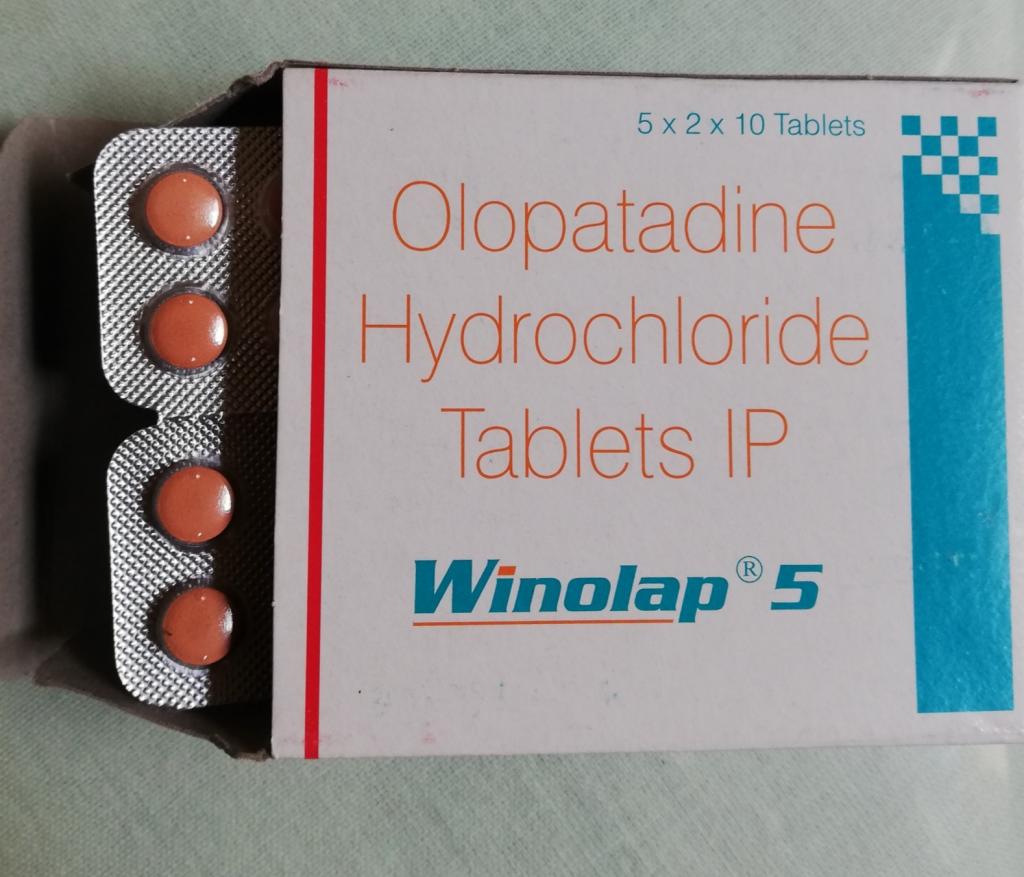 5 x 2 x 10 Tablets
Olopatadine
Hydrochloride
Tablets IP
Winolap® 5